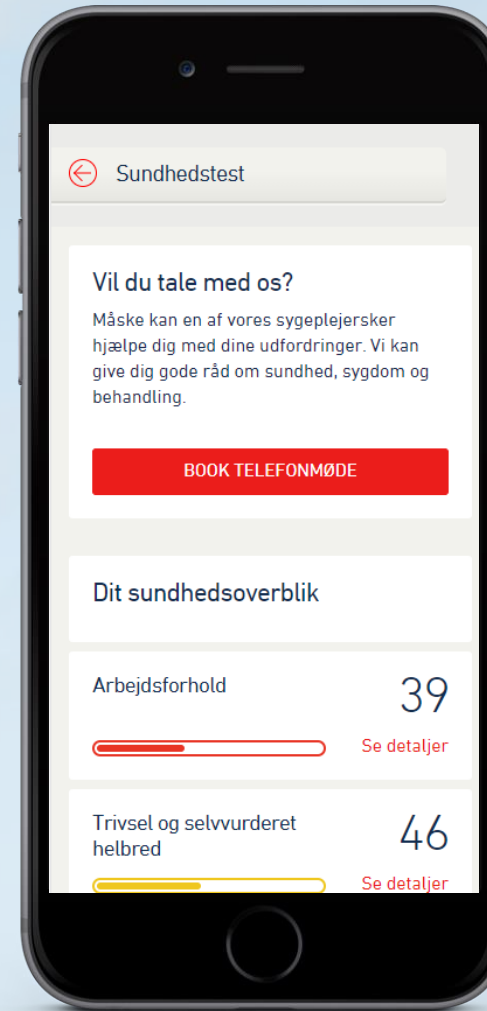 Sundhedstest
Vil du tale med os?
Måske kan en af vores sygeplejersker
hjælpe dig med dine udfordringer. Vi kan
give dig gode råd om sundhed, sygdom og
behandling.
BOOK TELEFONMØDE
Dit sundhedsoverblik
Arbejdsforhold
39
Se detaljer
Trivsel og selvvurderet
helbred
46
Se detaljer